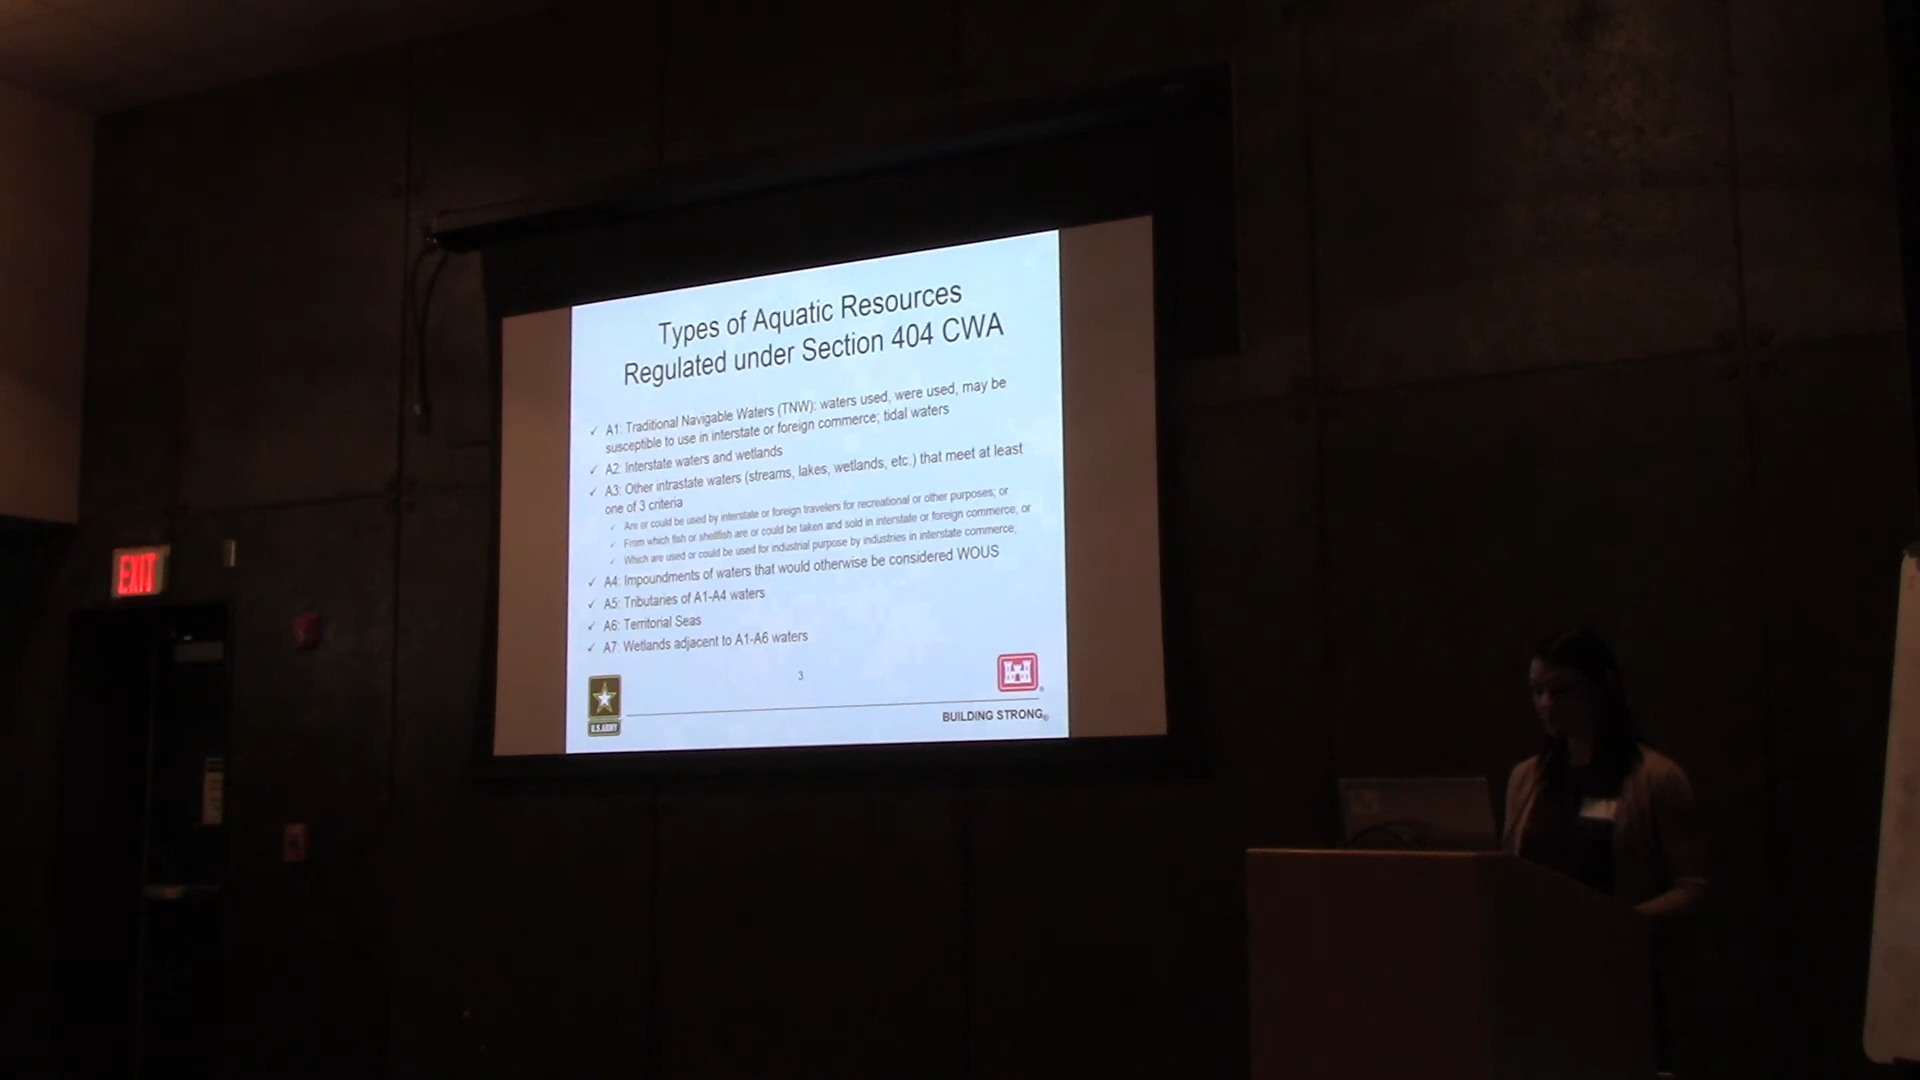 Types of Aquatic Resources
Regulated under Section 404 CWA
✓ A1: Traditional Navigable Waters (TNW): waters used, were used, may be
susceptible to use in interstate or foreign commerce; tidal waters
✓ A2: Interstate waters and wetlands
✓ A3: Other intrastate waters (streams, lakes, wetlands, etc.) that meet at least
one of 3 criteria
✓ Are or could be used by interstate or foreign travelers for recreational or other purposes; or
✓ From which fish or shellfish are or could be taken and sold in interstate or foreign commerce; or
✓ Which are used or could be used for industrial purpose by industries in interstate commerce;
✓ A4: Impoundments of waters that would otherwise be considered WOUS
✓ A5: Tributaries of A1-A4 waters
✓ A6: Territorial Seas
✓ A7: Wetlands adjacent to A1-A6 waters
3
U.S. ARMY
BUILDING STRONG®
EXIT